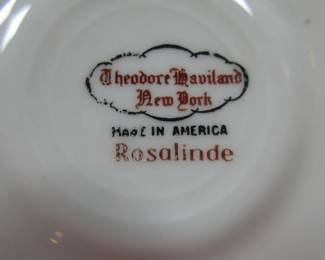 Theodore Haviland
New York
MADE IN AMERICA
Rosalinde